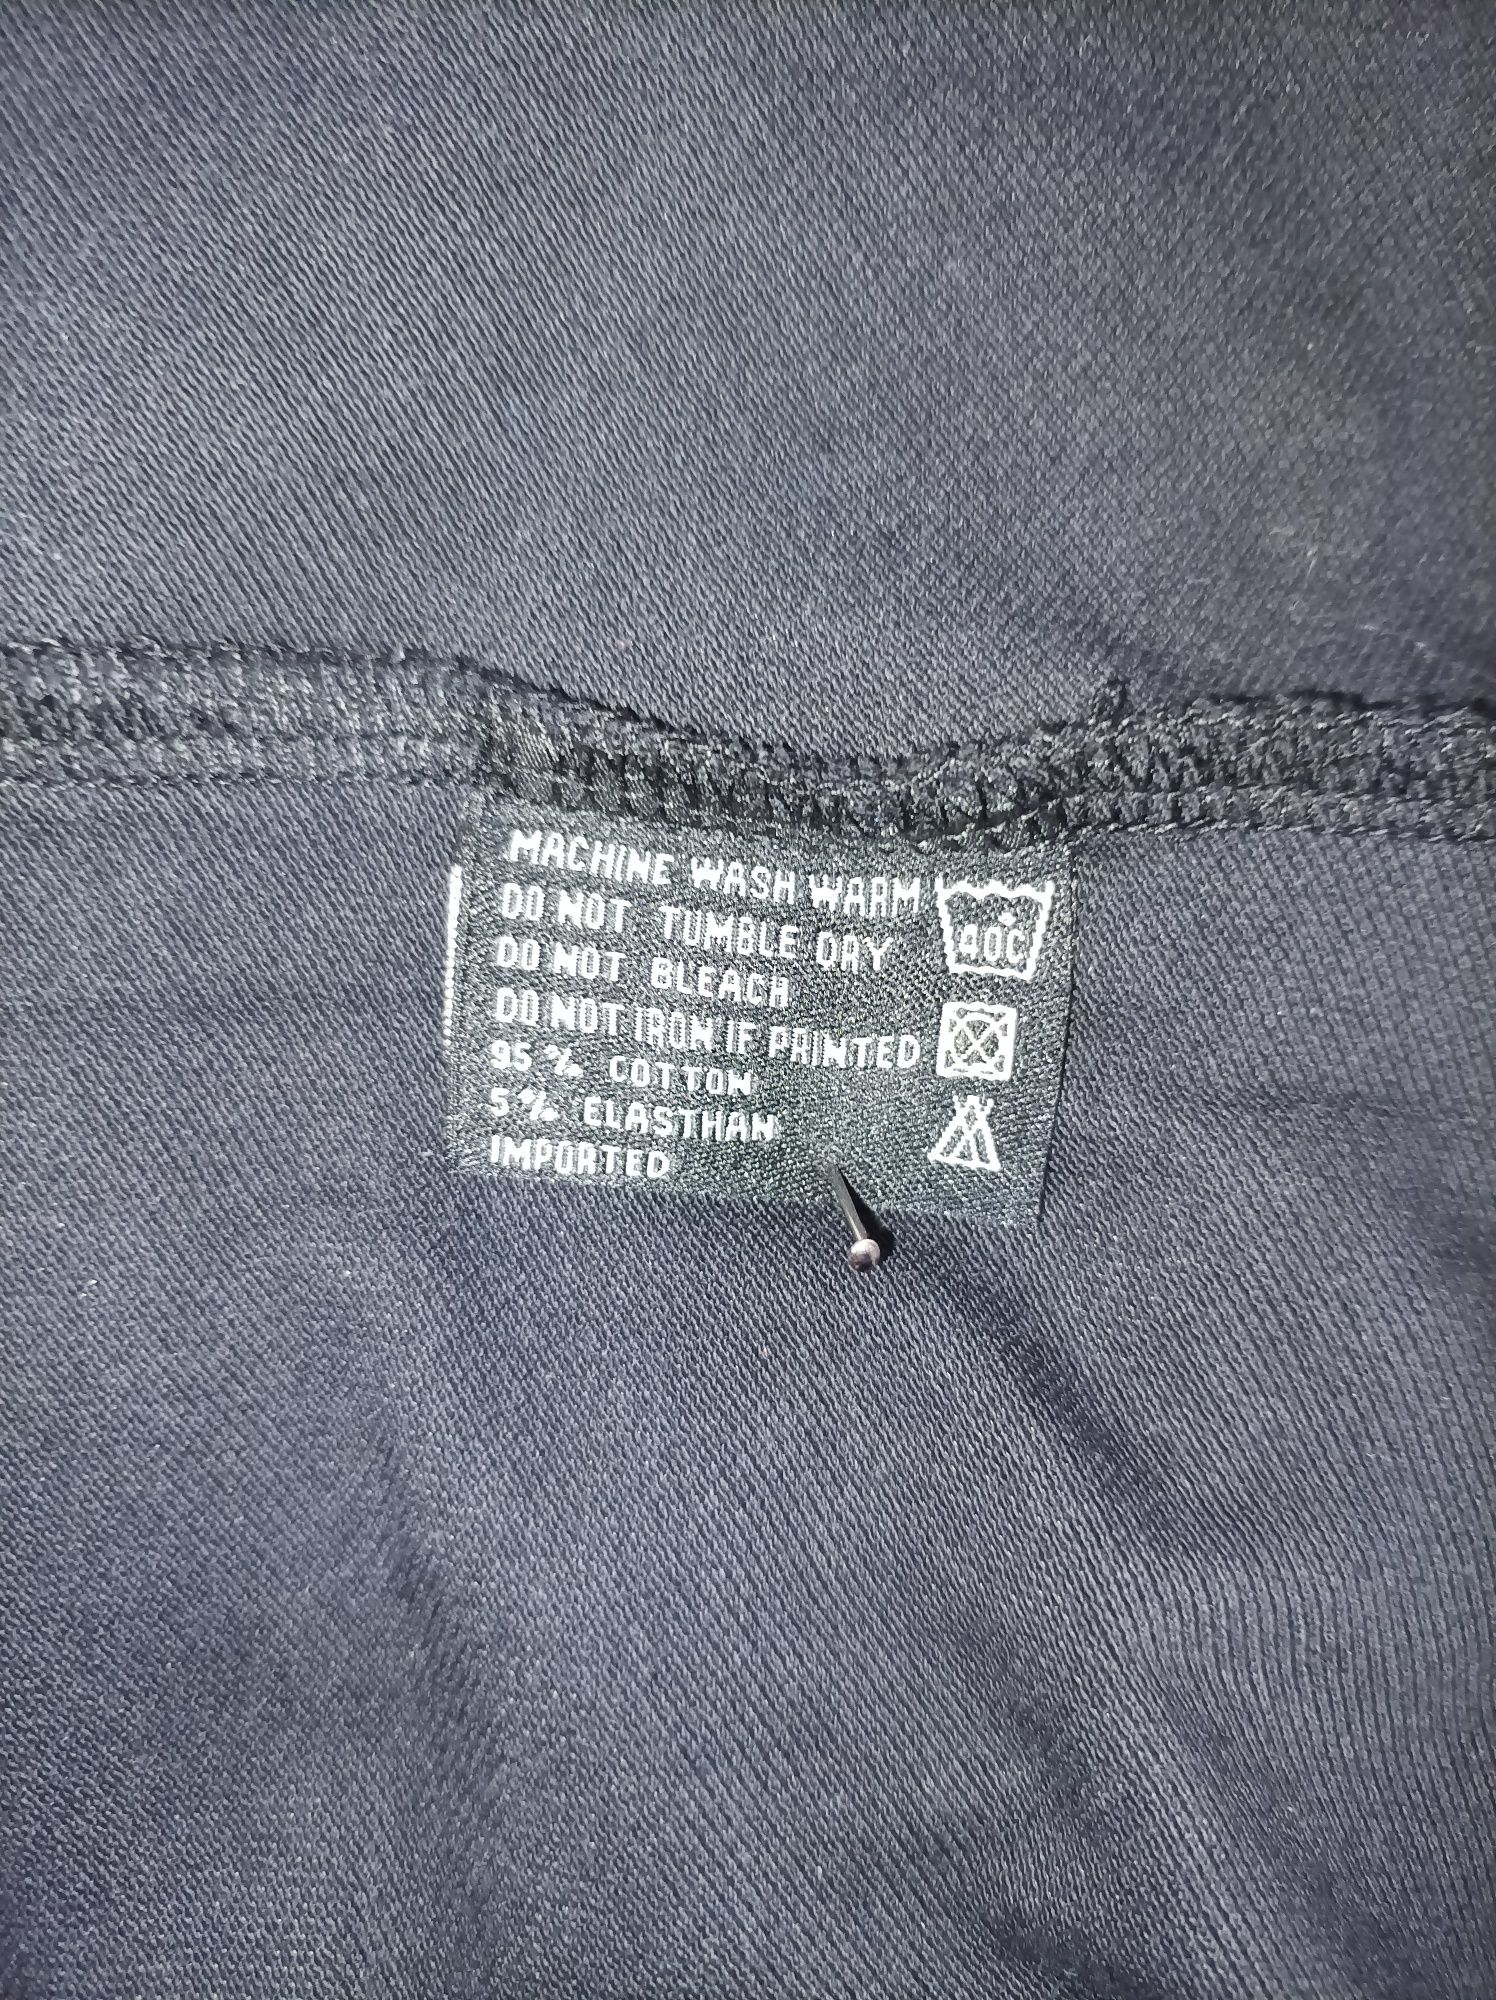 MACHINE WASH WARM
DO NOT TUMBLE DRY
DO NOT BLEACH
DO NOT IRON IF PRINTED
95% COTTON
5% ELASTHAN
IMPORTED
40C